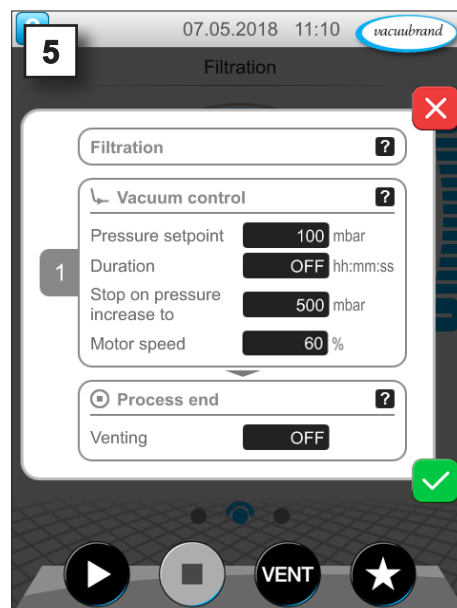 07.05.2018 11:10 vacuubrand
5
Filtration
Filtration ?
Vacuum control ?
1
Pressure setpoint 100 mbar
Duration OFF hh:mm:ss
Stop on pressure
increase to 500 mbar
Motor speed 60 %
Process end ?
Venting OFF
VENT